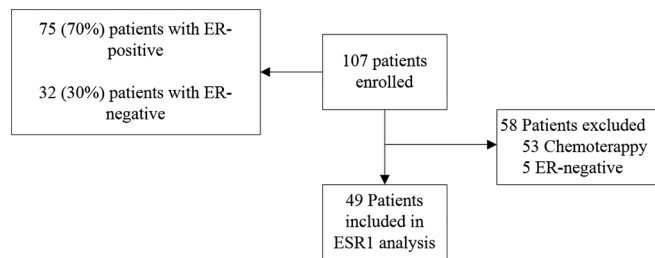 75 (70%) patients with ER-
positive
32 (30%) patients with ER-
negative
107 patients
enrolled
58 Patients excluded
53 Chemoterappy
5 ER-negative
49 Patients
included in
ESR1 analysis